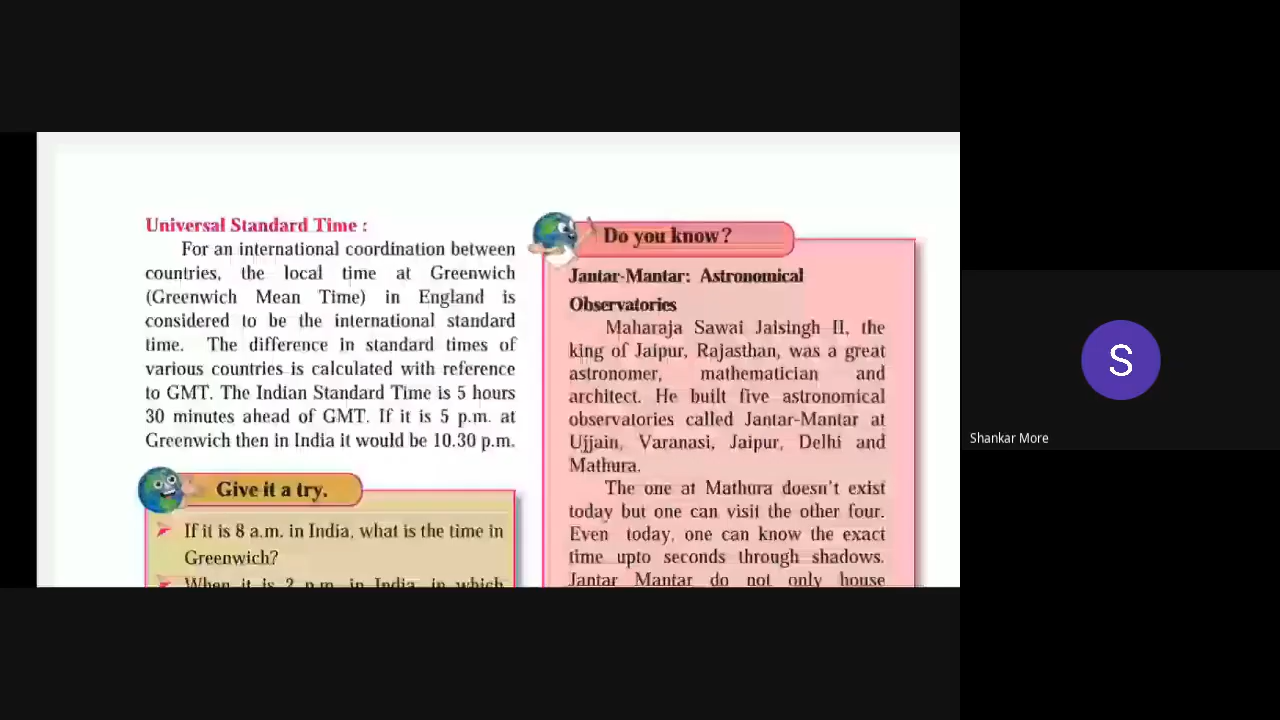 Universal Standard Time :
For an international coordination between
countries, the local time at Greenwich
(Greenwich Mean Time) in England is
considered to be the international standard
time. The difference in standard times of
various countries is calculated with reference
to GMT. The Indian Standard Time is 5 hours
30 minutes ahead of GMT. If it is 5 p.m. at
Greenwich then in India it would be 10.30 p.m.
Give it a try.
If it is 8 a.m. in India, what is the time in
Greenwich?
When it is 2 p.m. in India, in which
Do you know?
Jantar-Mantar: Astronomical
Observatories
Maharaja Sawai Jaisingh II, the
king of Jaipur, Rajasthan, was a great
astronomer, mathematician and
architect. He built five astronomical
observatories called Jantar-Mantar at
Ujjain, Varanasi, Jaipur, Delhi and
Mathura.
The one at Mathura doesn't exist
today but one can visit the other four.
Even today, one can know the exact
time upto seconds through shadows.
Jantar Mantar do not only house
S
Shankar More